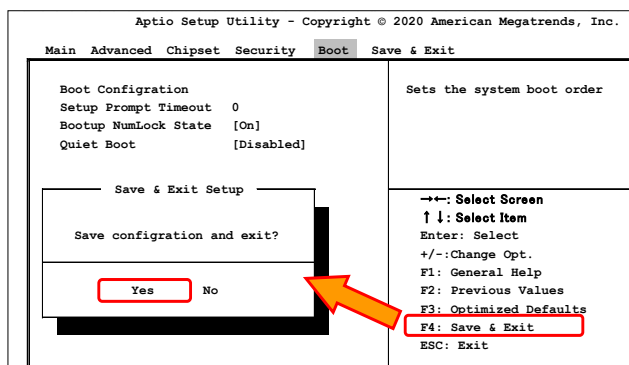 Aptio Setup Utility - Copyright © 2020 American Megatrends, Inc.
Main Advanced Chipset Security Boot Save & Exit
Boot Configration
Setup Prompt Timeout 0
Bootup NumLock State [On]
Quiet Boot [Disabled]
Sets the system boot order
Save & Exit Setup
Save configration and exit?
Yes No
→←: Select Screen
↑↓: Select Item
Enter: Select
+/-:Change Opt.
F1: General Help
F2: Previous Values
F3: Optimized Defaults
F4: Save & Exit
ESC: Exit